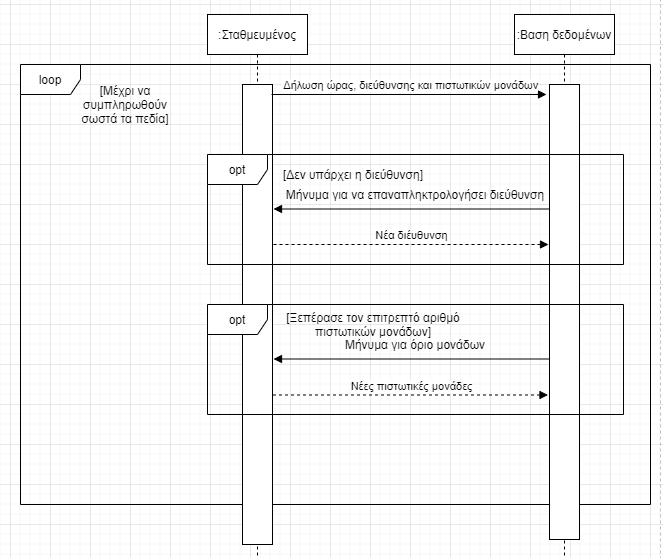 :Σταθμευμένος
:Βαση δεδομένων
loop
[Μέχρι να
συμπληρωθούν
σωστά τα πεδία]
Δήλωση ώρας, διεύθυνσης και πιστωτικών μονάδων
opt
[Δεν υπάρχει η διεύθυνση]
Μήνυμα για να επαναπληκτρολογήσει διεύθυνση
Νέα διέυθυνση
opt
[Ξεπέρασε τον επιτρεπτό αριθμό
πιστωτικών μονάδων]
Μήνυμα για όριο μονάδων
Νέες πιστωτικές μονάδες